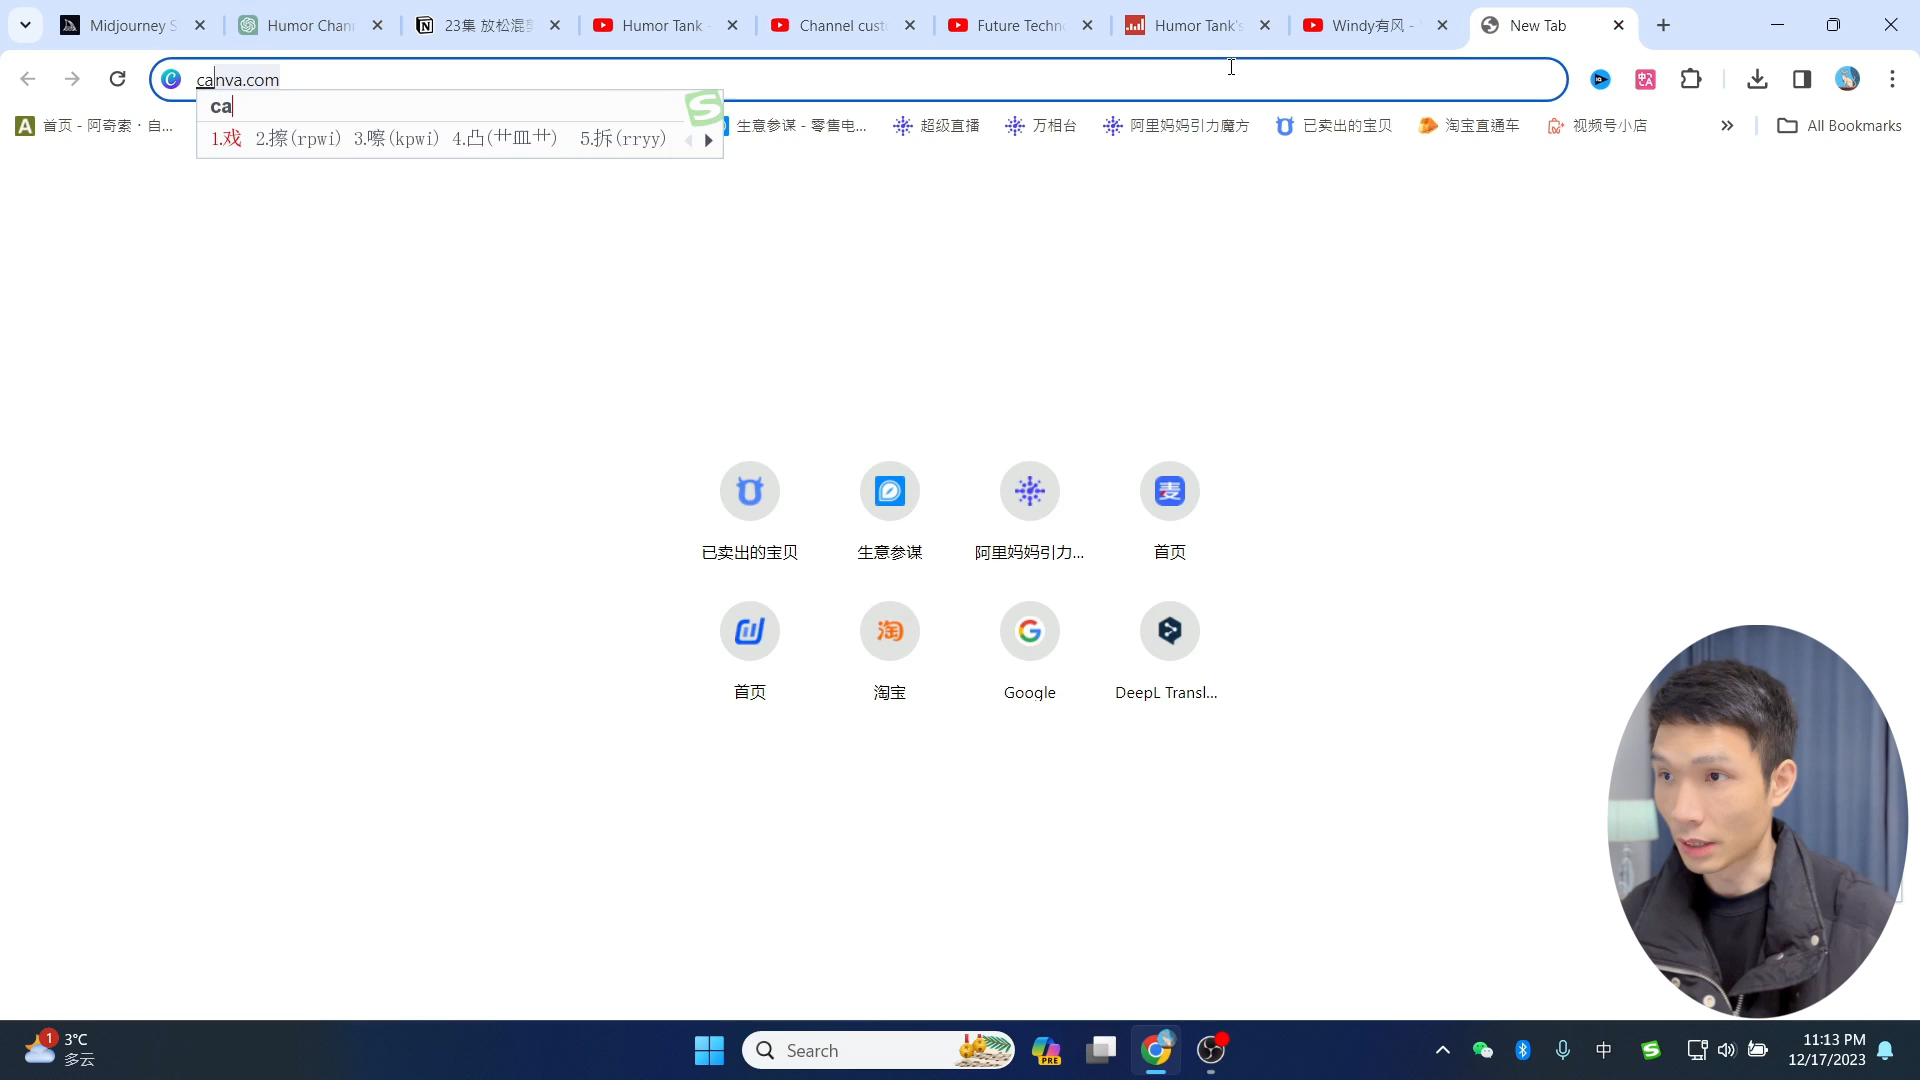 Midjourney S
Humor Chan
23集 放松混
Humor Tank -
Channel cust
Future Techn
Humor Tank's
Windy有风 -
New Tab
canva.com
ca
1.戏 2.擦(rpwi) 3.嚓(kpwi) 4.凸(艹皿艹) 5.拆(rryy)
首页 - 阿奇索 · 自...
生意参谋 - 零售电...
超级直播
万相台
阿里妈妈引力魔方
已卖出的宝贝
淘宝直通车
视频号小店
All Bookmarks
已卖出的宝贝
生意参谋
阿里妈妈引力...
首页
首页
淘宝
Google
DeepL Transl...
1
3°C
多云
Search
PRE
中
11:13 PM
12/17/2023